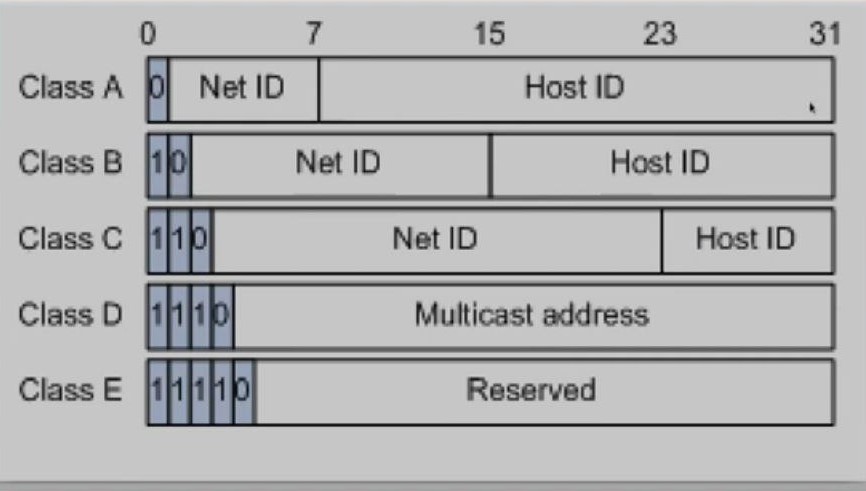 0 7 15 23 31
Class A 0 Net ID Host ID
Class B 1 0 Net ID Host ID
Class C 1 1 0 Net ID Host ID
Class D 1 1 1 0 Multicast address
Class E 1 1 1 1 0 Reserved